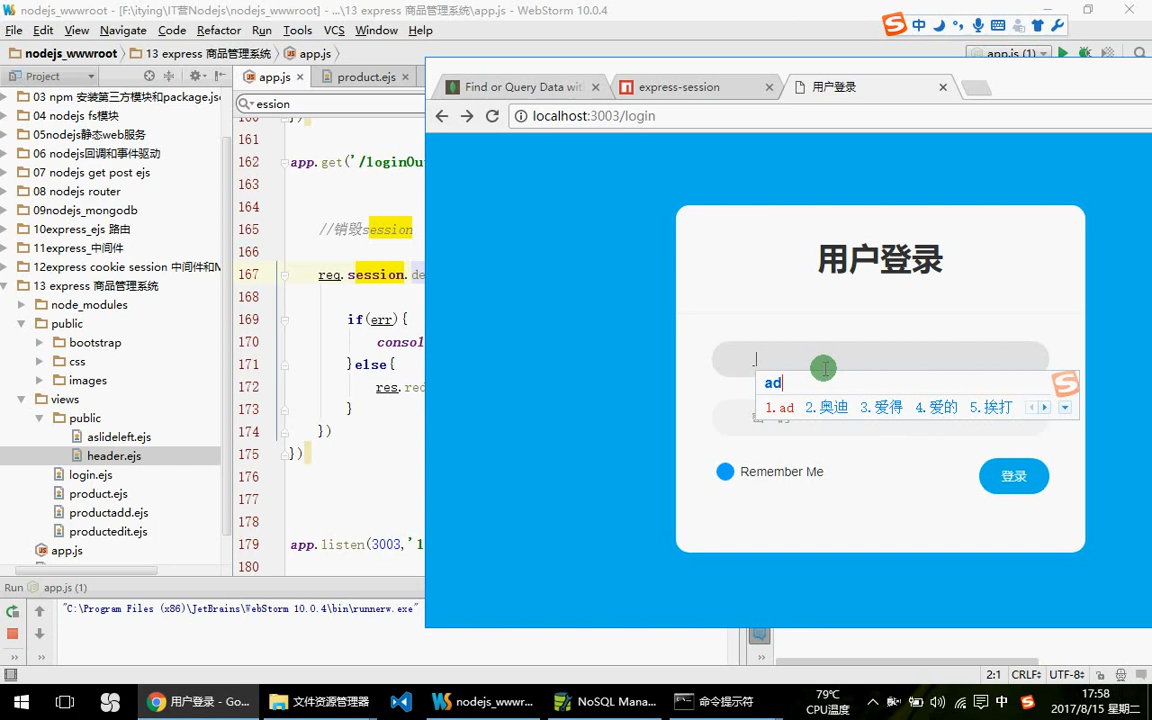 nodejs_wwwroot - [F:\itying\IT营Nodejs\nodejs_wwwroot] - ...\13 express 商品管理系统\app.js - WebStorm 10.0.4
File Edit View Navigate Code Refactor Run Tools VCS Window Help
中
nodejs_wwwroot 13 express 商品管理系统 app.js
app.js (1)
Project
app.js
product.ejs
Find or Query Data wit
express-session
用户登录
ession
localhost:3003/login
03 npm 安装第三方模块和package.jso
04 nodejs fs模块
05nodejs静态web服务
06 nodejs回调和事件驱动
07 nodejs get post ejs
08 nodejs router
09nodejs_mongodb
10express_ejs 路由
11express_中间件
12express cookie session 中间件和M
13 express 商品管理系统
node_modules
public
bootstrap
css
images
views
public
aslideleft.ejs
header.ejs
login.ejs
product.ejs
productadd.ejs
productedit.ejs
app.js
160 })
161
162 app.get('/loginOu
163
164
165 //销毁session
166
167 req.session.de
168
169 if(err){
170 consol
171 }else{
172 res.red
173 }
174 })
175 })
176
177
178
179 app.listen(3003,'1
180
用户登录
ad
1.ad 2.奥迪 3.爱得 4.爱的 5.挨打
Remember Me
登录
Run app.js (1)
"C:\Program Files (x86)\JetBrains\WebStorm 10.0.4\bin\runnerw.exe"
2:1 CRLF÷ UTF-8÷
用户登录 - Go...
文件资源管理器
nodejs_wwwr...
NoSQL Mana...
命令提示符
79℃
CPU温度
中
17:58
2017/8/15 星期二